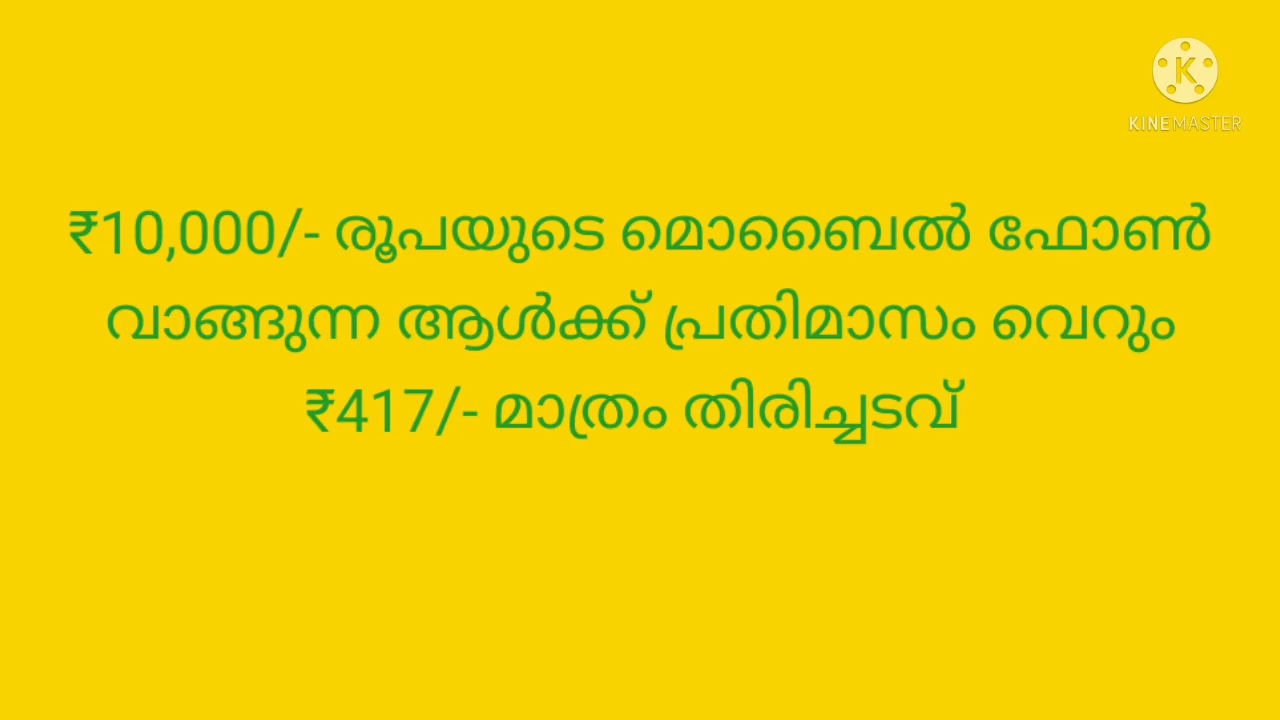 KINEMASTER
₹10,000/- രൂപയുടെ മൊബൈൽ ഫോൺ
വാങ്ങുന്ന ആൾക്ക് പ്രതിമാസം വെറും
₹417/- മാത്രം തിരിച്ചടവ്